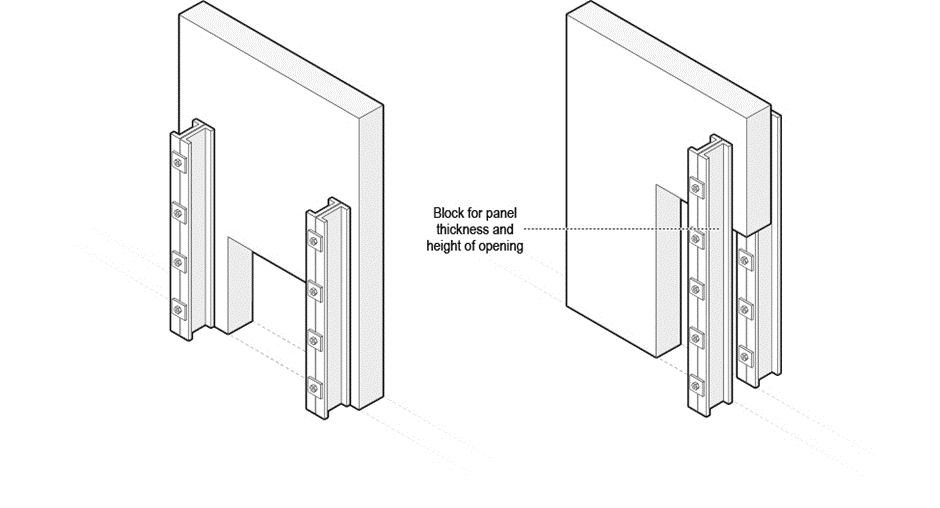 Block for panel
thickness and
height of opening